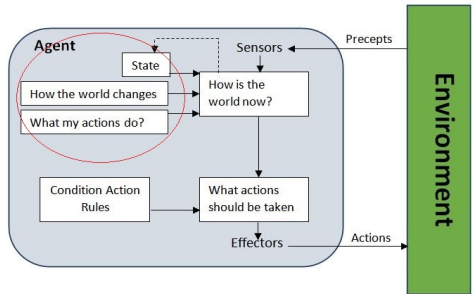 Agent
Sensors
Precepts
State
How the world changes
What my actions do?
How is the
world now?
Condition Action
Rules
What actions
should be taken
Effectors
Actions
Environment